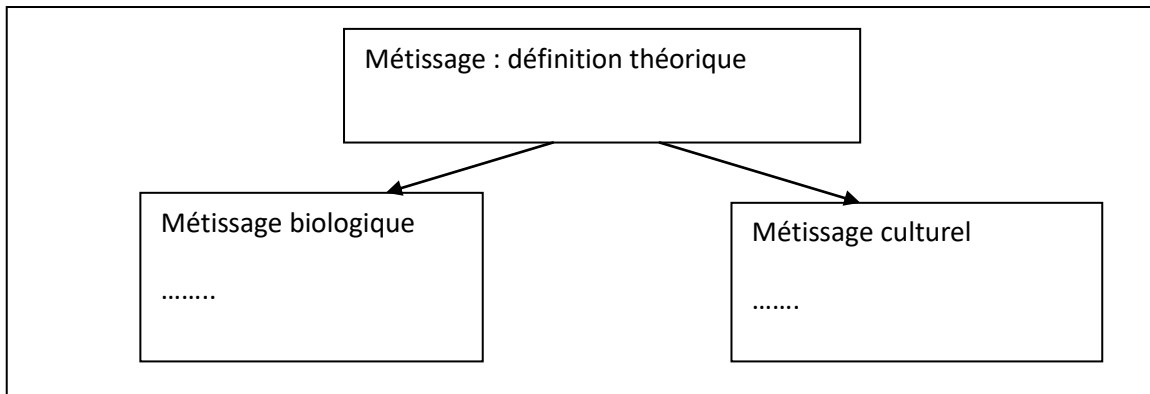 Métissage : définition théorique
Métissage biologique
Métissage culturel
……..
…….